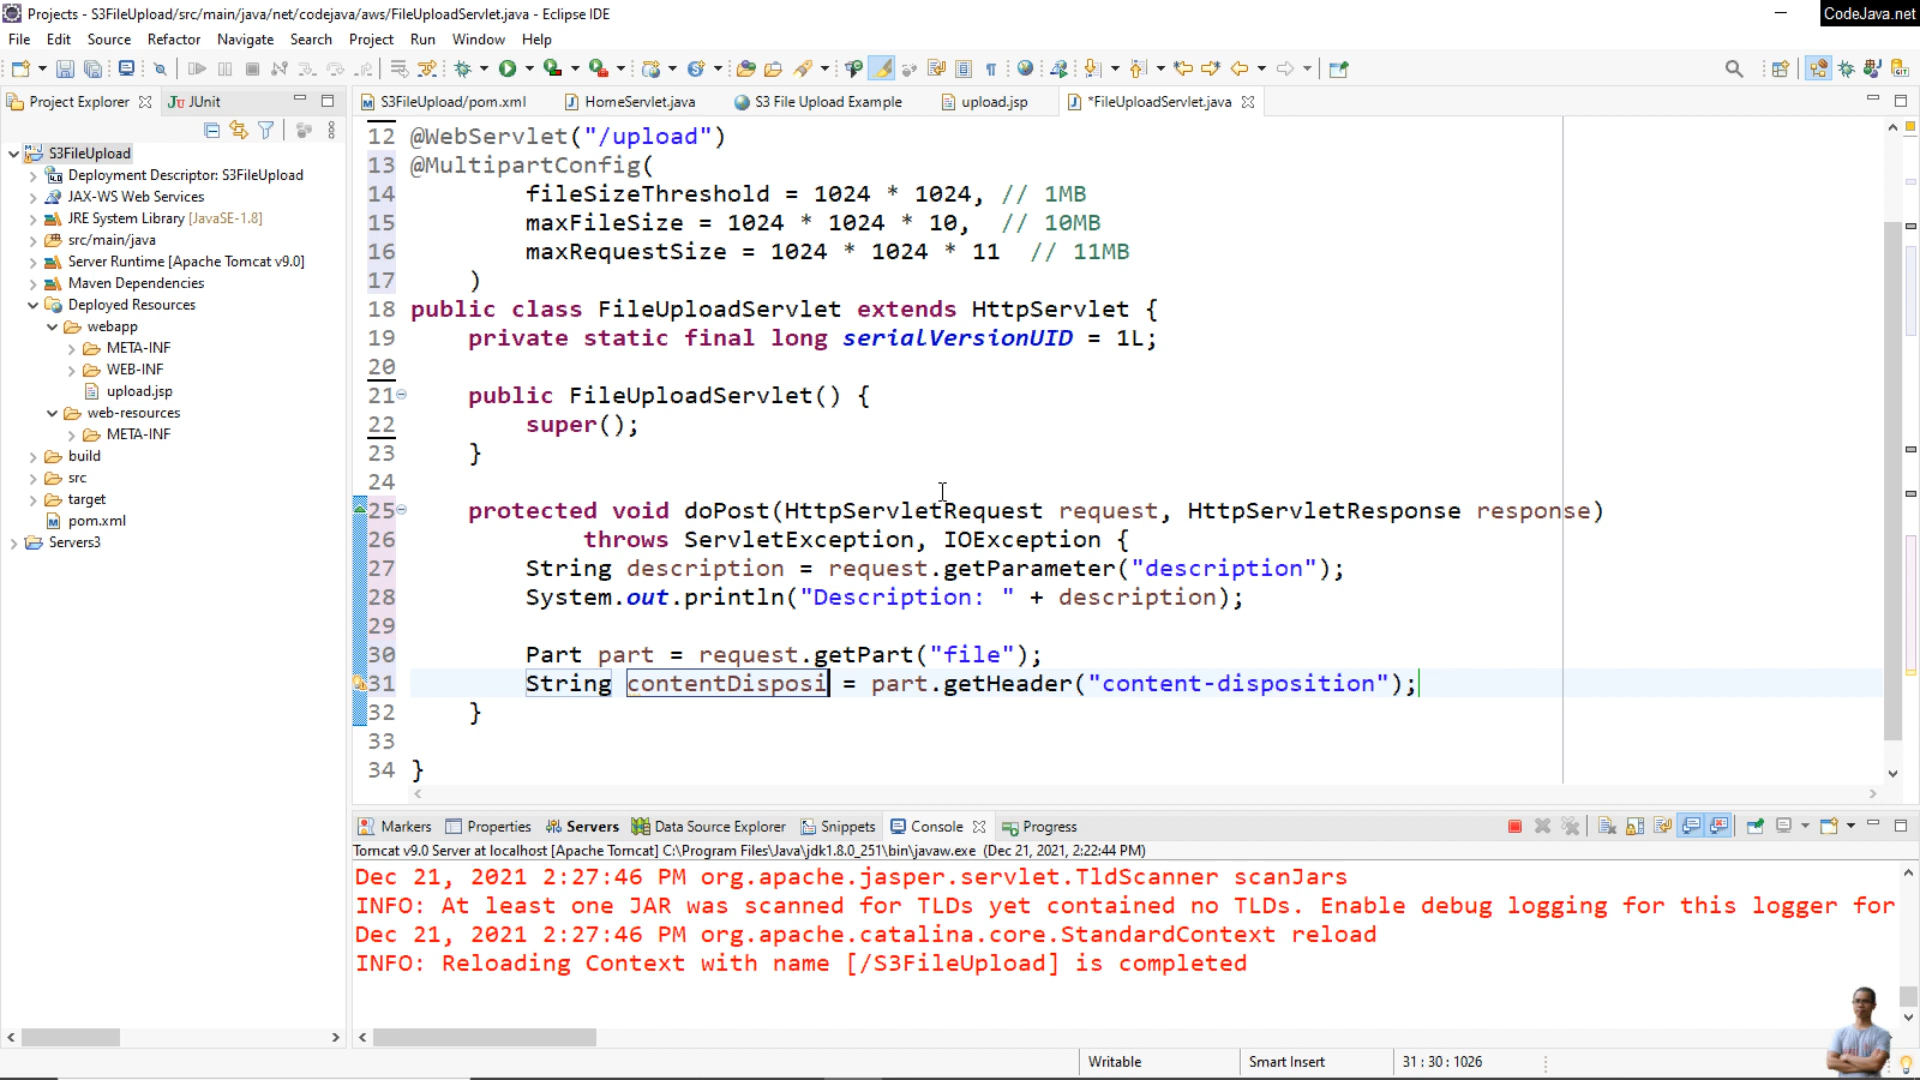 Projects - S3FileUpload/src/main/java/net/codejava/aws/FileUploadServlet.java - Eclipse IDE
CodeJava.net
File Edit Source Refactor Navigate Search Project Run Window Help
Project Explorer
JUnit
S3FileUpload/pom.xml
HomeServlet.java
S3 File Upload Example
upload.jsp
*FileUploadServlet.java
S3FileUpload
Deployment Descriptor: S3FileUpload
JAX-WS Web Services
JRE System Library [JavaSE-1.8]
src/main/java
Server Runtime [Apache Tomcat v9.0]
Maven Dependencies
Deployed Resources
webapp
META-INF
WEB-INF
upload.jsp
web-resources
META-INF
build
src
target
pom.xml
Servers3
12 @WebServlet("/upload")
13 @MultipartConfig(
14 fileSizeThreshold = 1024 * 1024, // 1MB
15 maxFileSize = 1024 * 1024 * 10, // 10MB
16 maxRequestSize = 1024 * 1024 * 11 // 11MB
17 )
18 public class FileUploadServlet extends HttpServlet {
19 private static final long serialVersionUID = 1L;
20
21 public FileUploadServlet() {
22 super();
23 }
24
25 protected void doPost(HttpServletRequest request, HttpServletResponse response)
26 throws ServletException, IOException {
27 String description = request.getParameter("description");
28 System.out.println("Description: " + description);
29
30 Part part = request.getPart("file");
31 String contentDisposi = part.getHeader("content-disposition");
32 }
33
34 }
Markers
Properties
Servers
Data Source Explorer
Snippets
Console
Progress
Tomcat v9.0 Server at localhost [Apache Tomcat] C:\Program Files\Java\jdk1.8.0_251\bin\javaw.exe (Dec 21, 2021, 2:22:44 PM)
Dec 21, 2021 2:27:46 PM org.apache.jasper.servlet.TldScanner scanJars
INFO: At least one JAR was scanned for TLDs yet contained no TLDs. Enable debug logging for this logger for
Dec 21, 2021 2:27:46 PM org.apache.catalina.core.StandardContext reload
INFO: Reloading Context with name [/S3FileUpload] is completed
Writable
Smart Insert
31 : 30 : 1026